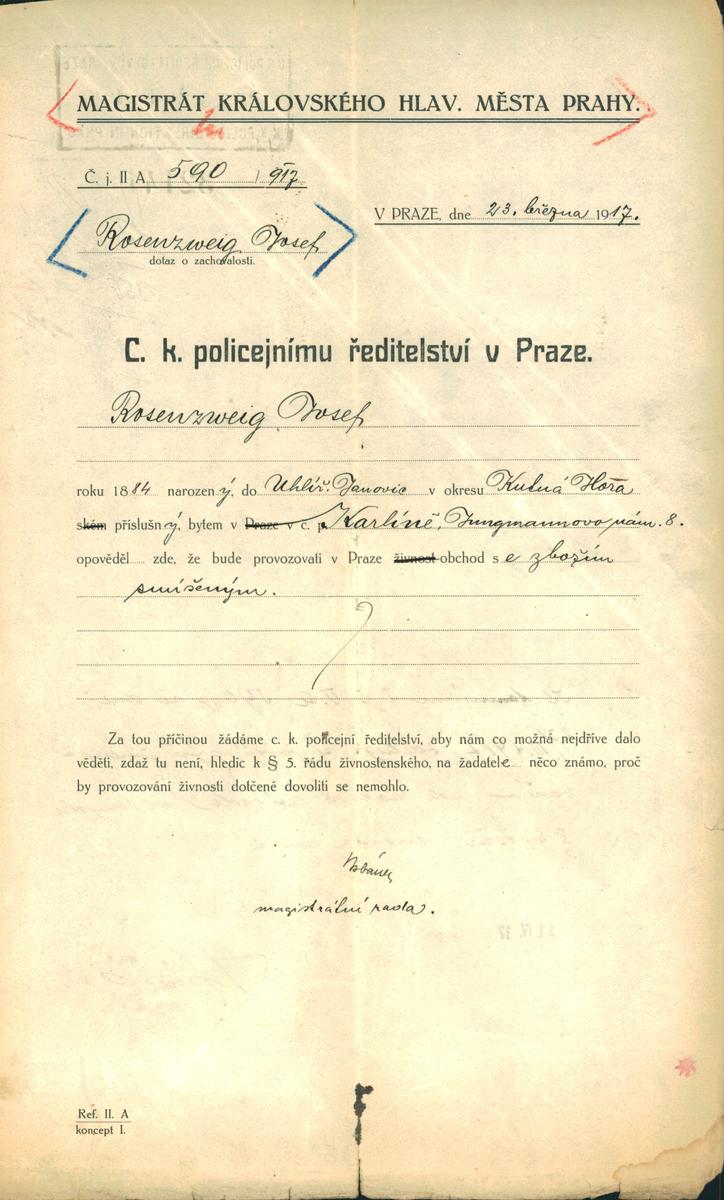 MAGISTRÁT KRÁLOVSKÉHO HLAV. MĚSTA PRAHY.
Č. j. II A 590 / 917
V PRAZE, dne 23. března 1917.
Rosenzweig Josef
dotaz o zachovalosti.
C. k. policejnímu ředitelství v Praze.
Rosenzweig Josef
roku 1884 narozený, do Uhlíř. Janovic v okresu Kutná Hora
ském příslušný, bytem v Praze v č. p. Karlíně, Jungmannovo nám. 8.
opověděl zde, že bude provozovati v Praze živnost obchod se zbožím
smíšeným.
Za tou příčinou žádáme c. k. policejní ředitelství, aby nám co možná nejdříve dalo
věděti, zdaž tu není, hledíc k § 5. řádu živnostenského, na žadatele něco známo, proč
by provozování živnosti dotčené dovoliti se nemohlo.
magistrátní rada.
Ref. II. A
koncept I.